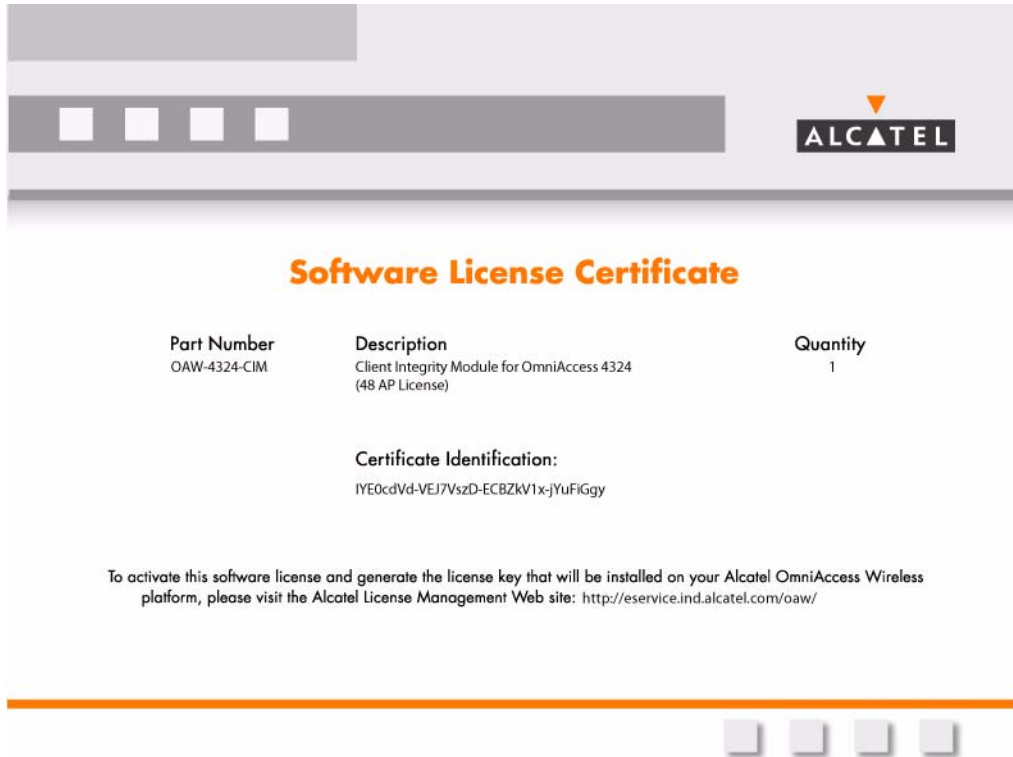 ALCATEL
Software License Certificate
Part Number
OAW-4324-CIM
Description
Client Integrity Module for OmniAccess 4324
(48 AP License)
Quantity
1
Certificate Identification:
IYE0cdVd-VEJ7VszD-ECBZkV1x-jYuFiGgy
To activate this software license and generate the license key that will be installed on your Alcatel OmniAccess Wireless
platform, please visit the Alcatel License Management Web site: http://eservice.ind.alcatel.com/oaw/